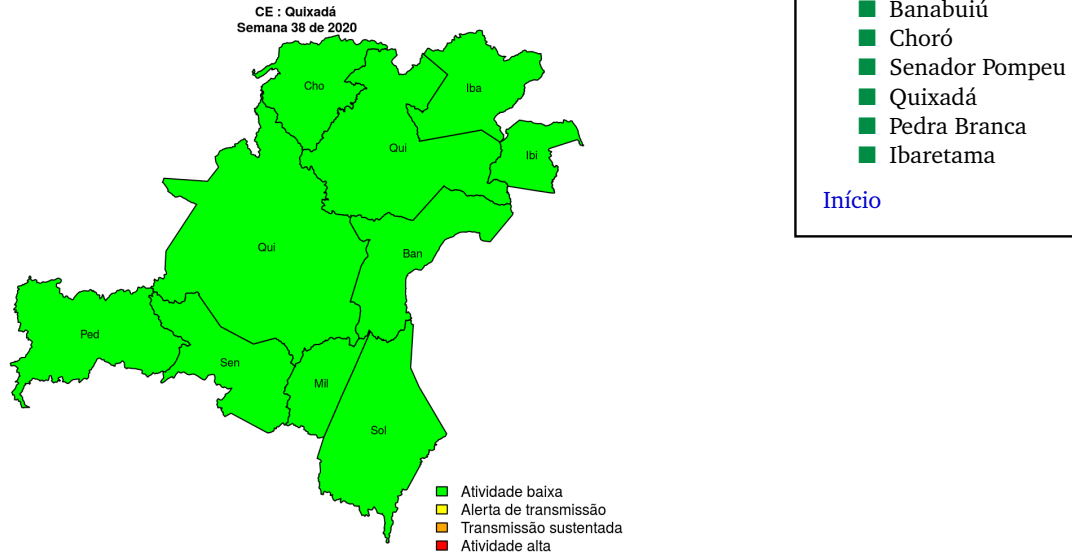 CE : Quixadá
Semana 38 de 2020
Cho
Iba
Qui
Ibi
Qui
Ban
Ped
Sen
Mil
Sol
Atividade baixa
Alerta de transmissão
Transmissão sustentada
Atividade alta
Banabuiú
Choró
Senador Pompeu
Quixadá
Pedra Branca
Ibaretama
Início